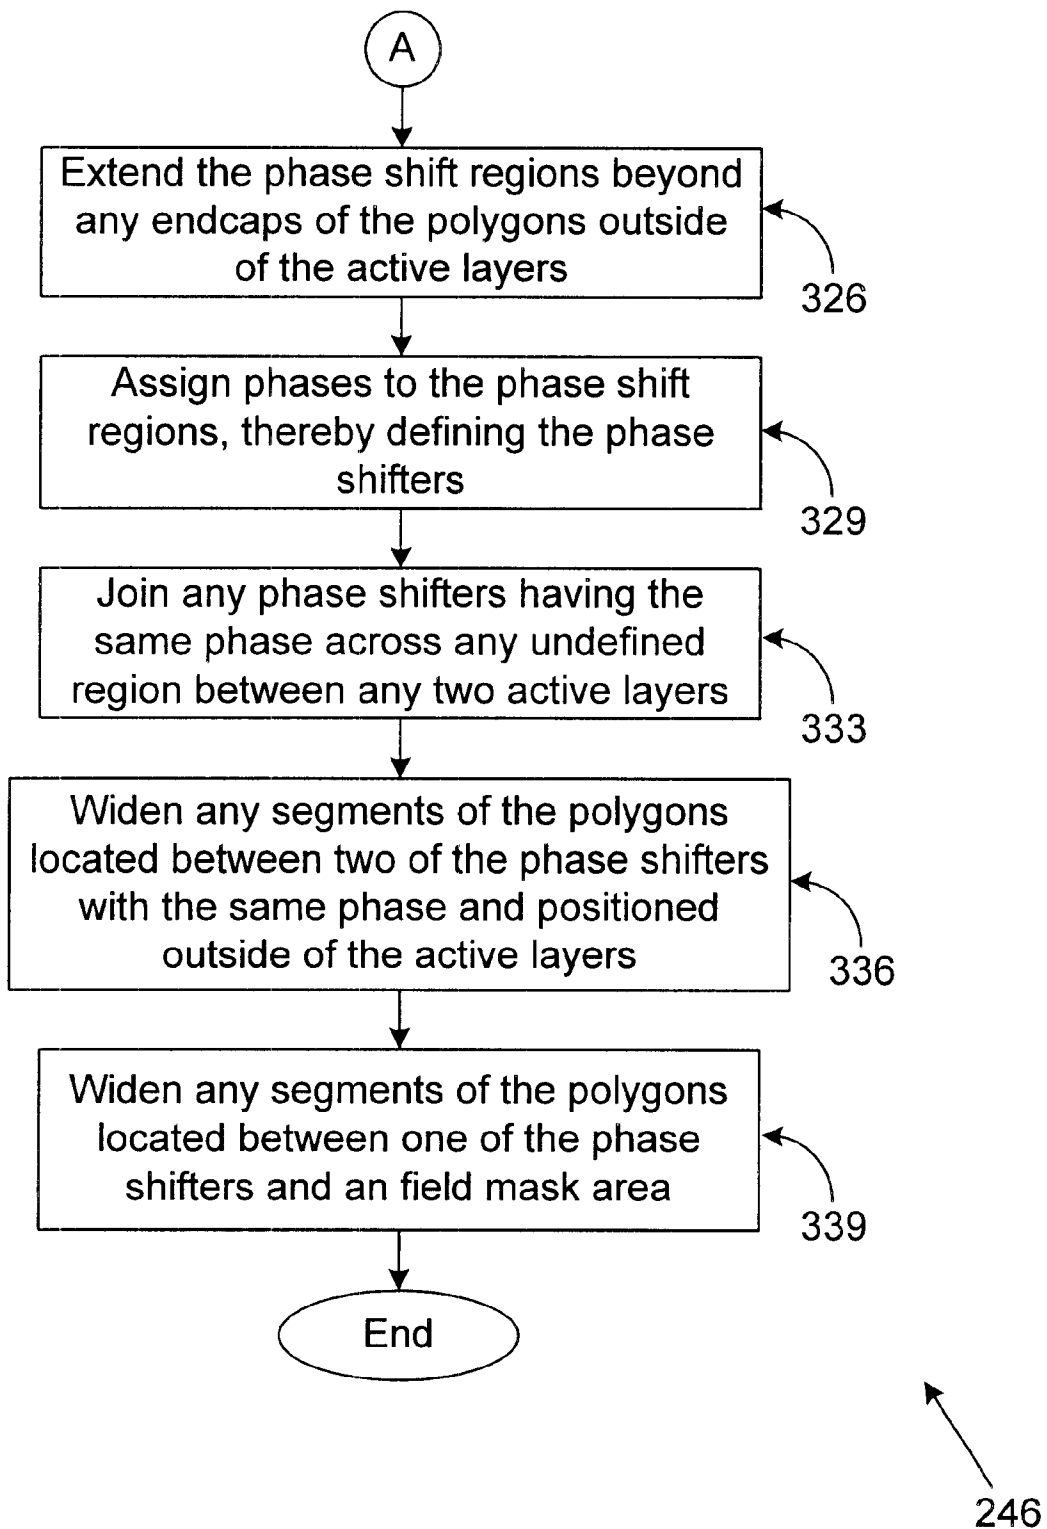 A
Extend the phase shift regions beyond
any endcaps of the polygons outside
of the active layers
326
Assign phases to the phase shift
regions, thereby defining the phase
shifters
329
Join any phase shifters having the
same phase across any undefined
region between any two active layers
333
Widen any segments of the polygons
located between two of the phase shifters
with the same phase and positioned
outside of the active layers
336
Widen any segments of the polygons
located between one of the phase
shifters and an field mask area
339
End
246